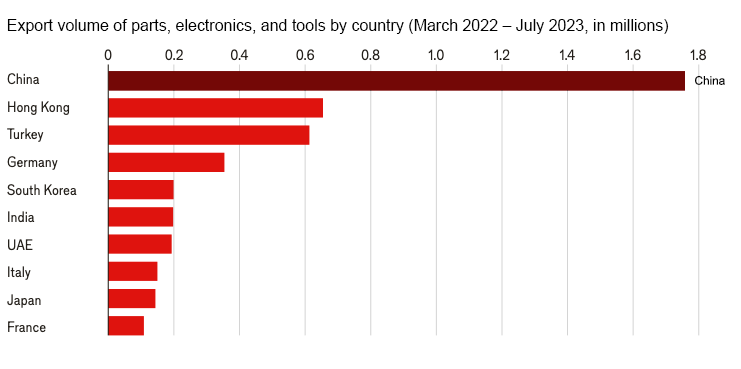 Export volume of parts, electronics, and tools by country (March 2022 – July 2023, in millions)
0 0.2 0.4 0.6 0.8 1.0 1.2 1.4 1.6 1.8
China China
Hong Kong
Turkey
Germany
South Korea
India
UAE
Italy
Japan
France